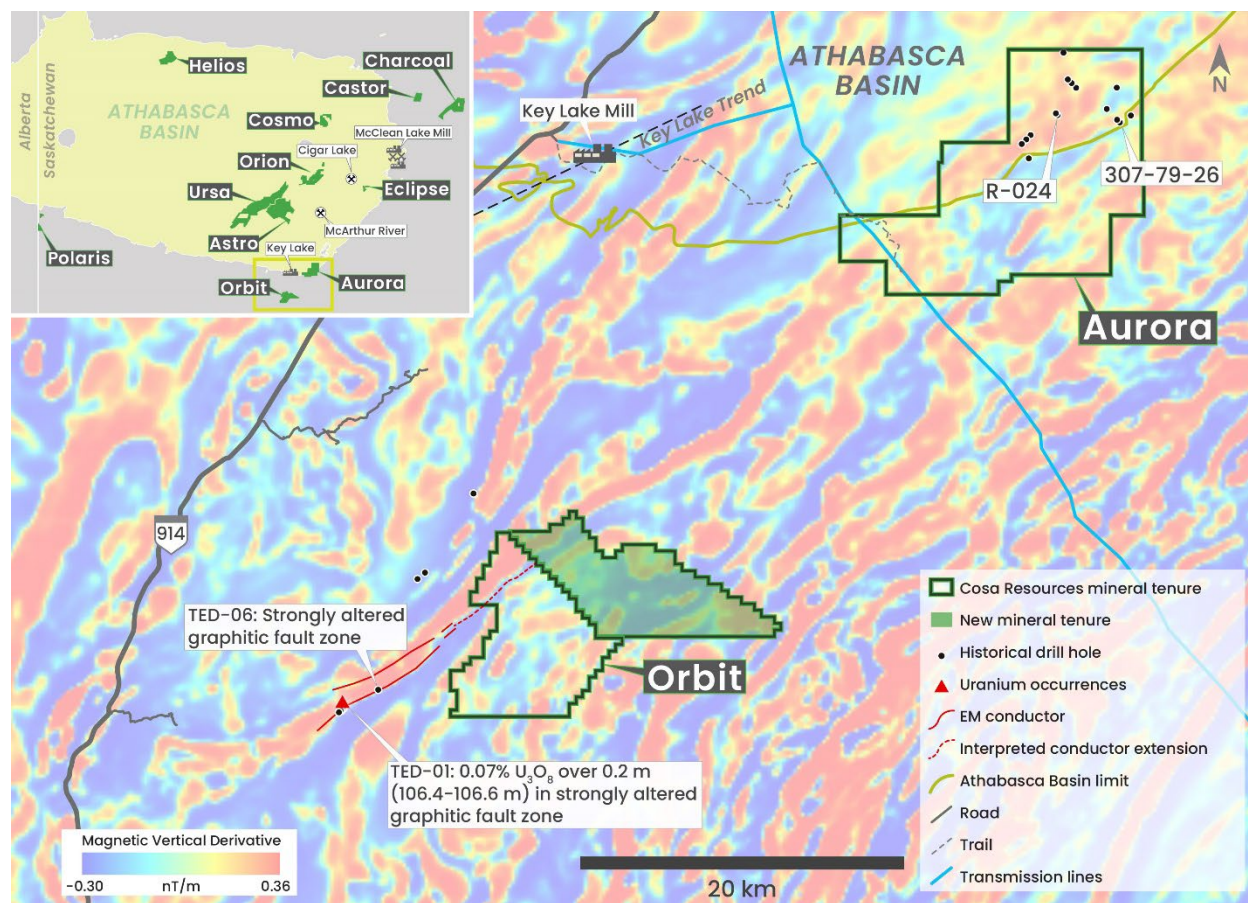 Helios
Charcoal
Castor
Alberta
Saskatchewan
ATHABASCA
BASIN
Cosmo
McClean Lake Mill
Cigar Lake
Orion
Ursa
Eclipse
McArthur River
Astro
Key Lake
Polaris
Aurora
Orbit
ATHABASCA
BASIN
N
Key Lake Mill
Key Lake Trend
R-024
307-79-26
Aurora
914
TED-06: Strongly altered
graphitic fault zone
Orbit
TED-01: 0.07% U₃O₈ over 0.2 m
(106.4-106.6 m) in strongly altered
graphitic fault zone
Cosa Resources mineral tenure
New mineral tenure
Historical drill hole
Uranium occurrences
EM conductor
Interpreted conductor extension
Athabasca Basin limit
Road
Trail
Transmission lines
Magnetic Vertical Derivative
-0.30 nT/m 0.36
20 km